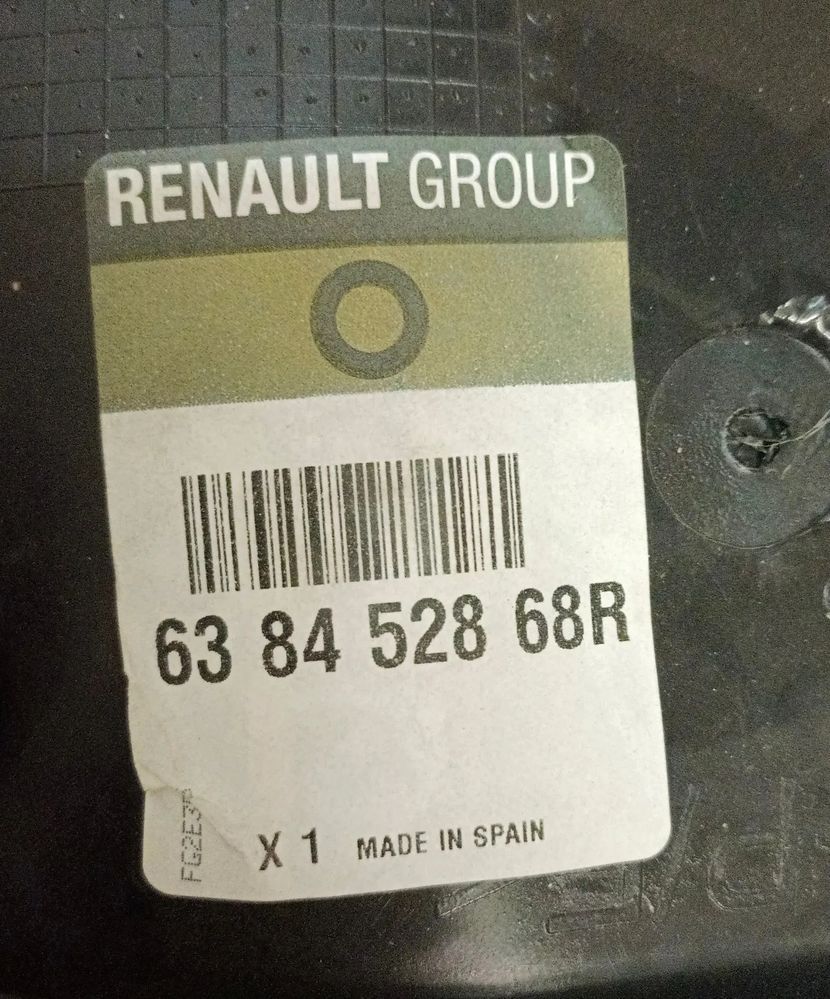 RENAULT GROUP
63 84 528 68R
X 1 MADE IN SPAIN